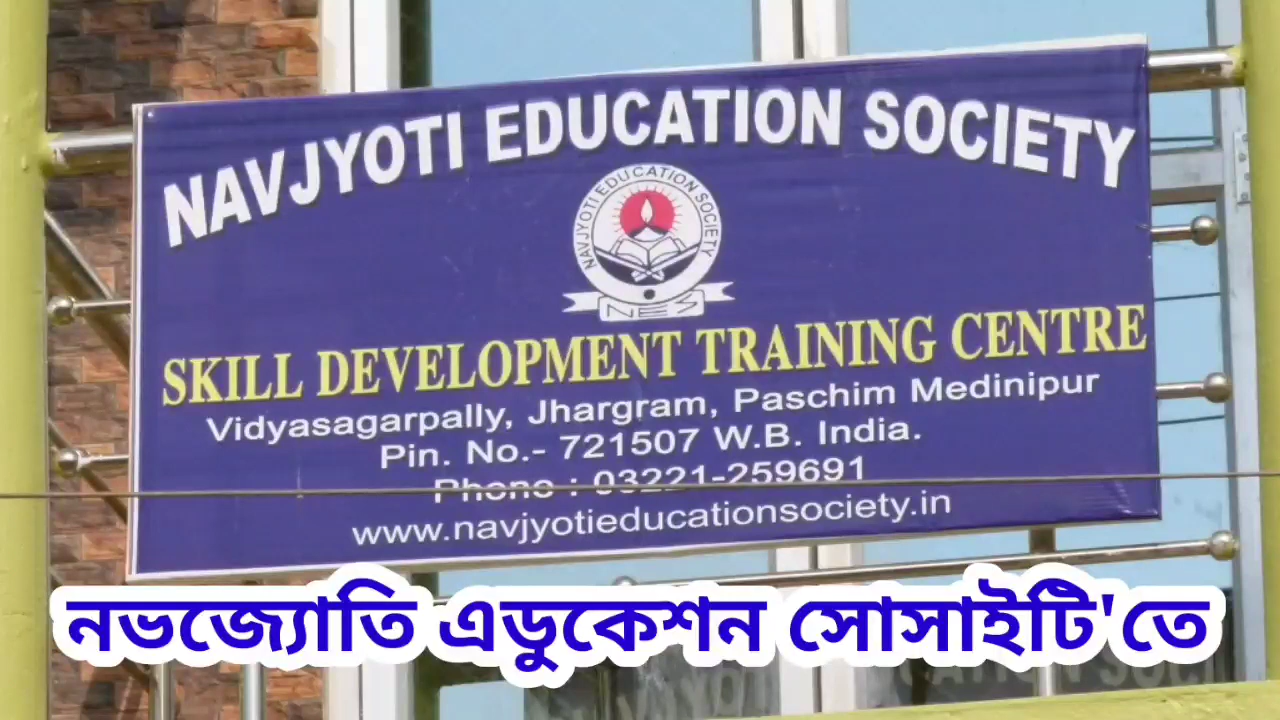 NAVJYOTI EDUCATION SOCIETY
NAVJYOTI EDUCATION SOCIETY
NES
SKILL DEVELOPMENT TRAINING CENTRE
Vidyasagarpally, Jhargram, Paschim Medinipur
Pin. No.- 721507 W.B. India.
Phone : 03221-259691
www.navjyotieducationsociety.in
নভজ্যোতি এডুকেশন সোসাইটি'তে